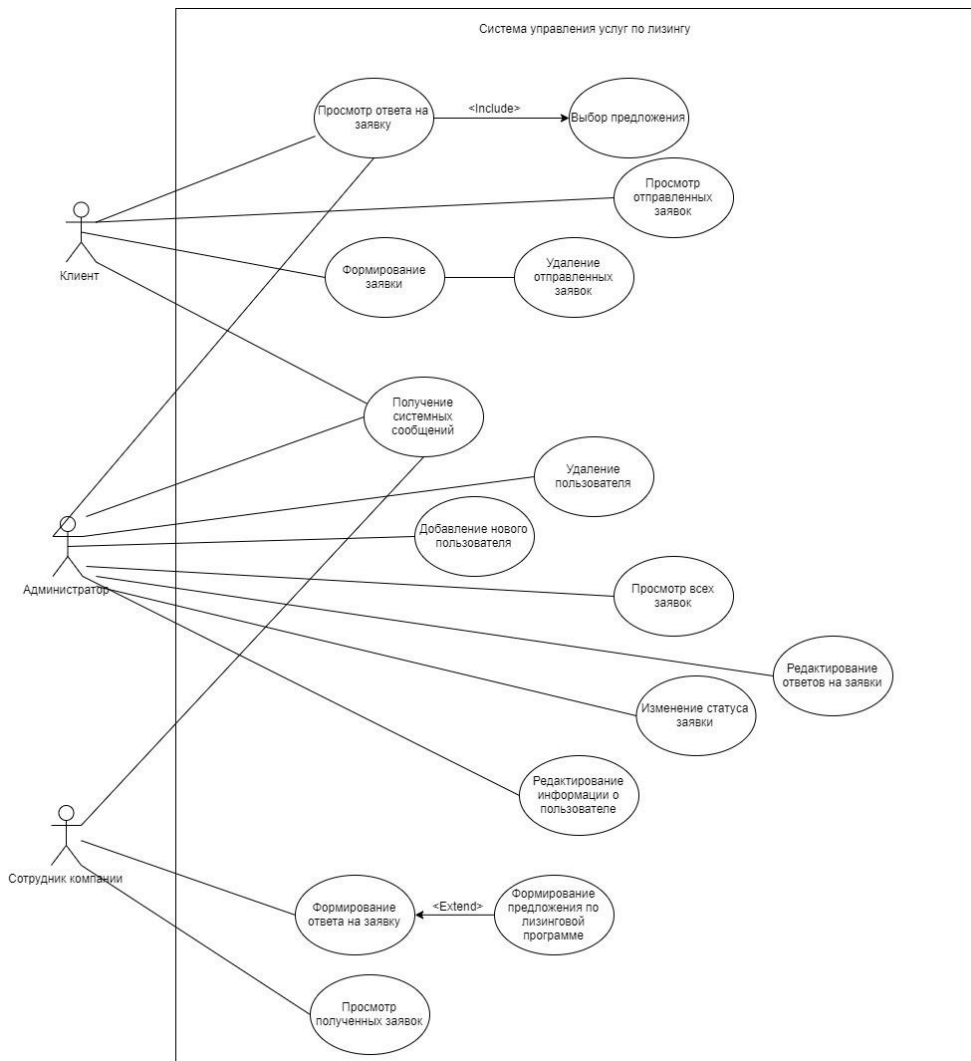 Система управления услуг по лизингу
Просмотр ответа на
заявку
<Include>
Выбор предложения
Просмотр
отправленных
заявок
Клиент
Формирование
заявки
Удаление
отправленных
заявок
Получение
системных
сообщений
Удаление
пользователя
Добавление нового
пользователя
Администратор
Просмотр всех
заявок
Редактирование
ответов на заявки
Изменение статуса
заявки
Редактирование
информации о
пользователе
Сотрудник компании
Формирование
ответа на заявку
<Extend>
Формирование
предложения по
лизинговой
программе
Просмотр
полученных заявок